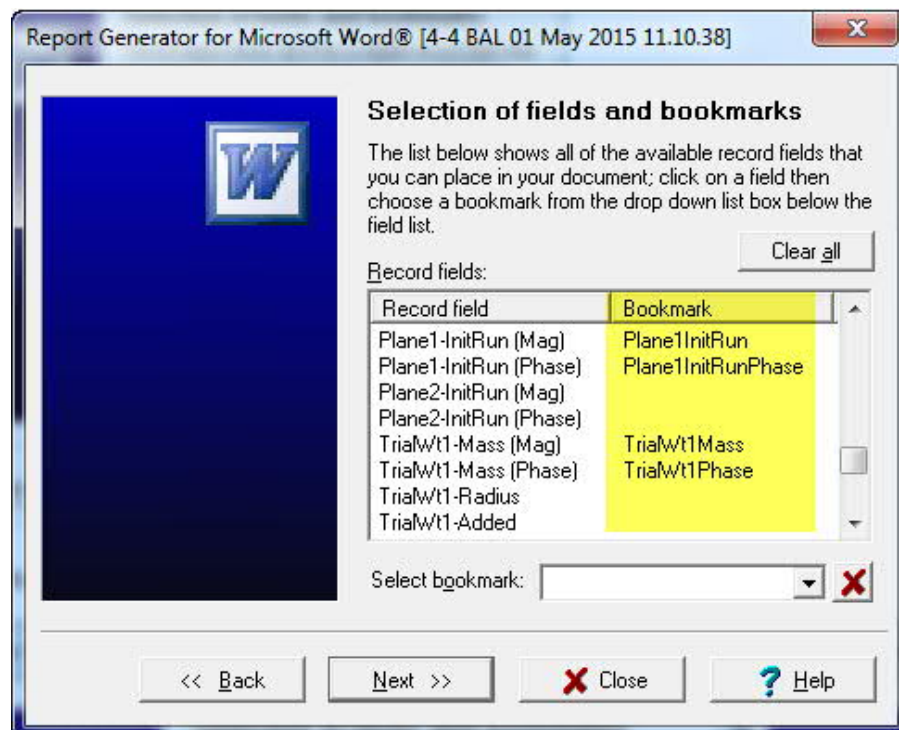 Report Generator for Microsoft Word® [4-4 BAL 01 May 2015 11.10.38]
W
Selection of fields and bookmarks
The list below shows all of the available record fields that
you can place in your document; click on a field then
choose a bookmark from the drop down list box below the
field list.
Clear all
Record fields:
Record field Bookmark
Plane1-InitRun (Mag) Plane1InitRun
Plane1-InitRun (Phase) Plane1InitRunPhase
Plane2-InitRun (Mag)
Plane2-InitRun (Phase)
TrialWt1-Mass (Mag) TrialWt1Mass
TrialWt1-Mass (Phase) TrialWt1Phase
TrialWt1-Radius
TrialWt1-Added
Select bookmark:
<< Back Next >> Close ? Help